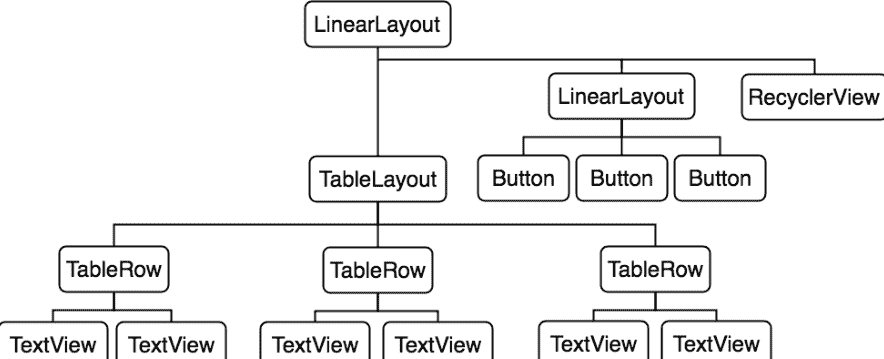 LinearLayout
LinearLayout
RecyclerView
TableLayout
Button
Button
Button
TableRow
TableRow
TableRow
TextView
TextView
TextView
TextView
TextView
TextView